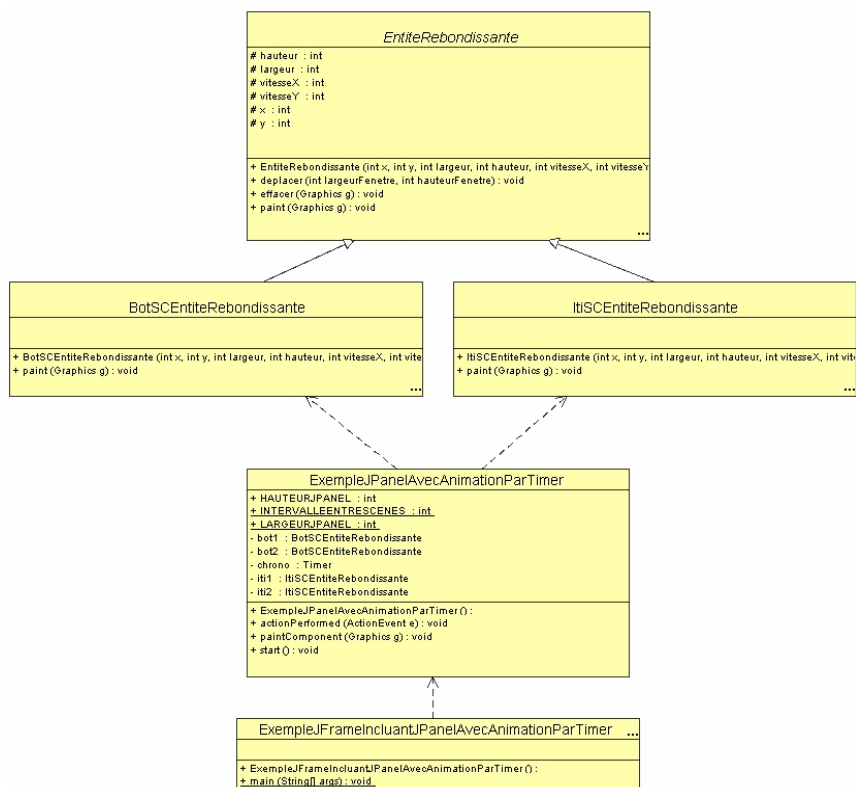 EntiteRebondissante
# hauteur : int
# largeur : int
# vitesseX : int
# vitesseY : int
# x : int
# y : int
+ EntiteRebondissante (int x, int y, int largeur, int hauteur, int vitesseX, int vitesseY
+ deplacer (int largeurFenetre, int hauteurFenetre) : void
+ effacer (Graphics g) : void
+ paint (Graphics g) : void
...
BotSCEntiteRebondissante
+ BotSCEntiteRebondissante (int x, int y, int largeur, int hauteur, int vitesseX, int vite
+ paint (Graphics g) : void
...
ItiSCEntiteRebondissante
+ ItiSCEntiteRebondissante (int x, int y, int largeur, int hauteur, int vitesseX, int vite
+ paint (Graphics g) : void
...
ExempleJPanelAvecAnimationParTimer
+ HAUTEURJPANEL : int
+ INTERVALLEENTRESCENES : int
+ LARGEURJPANEL : int
- bot1 : BotSCEntiteRebondissante
- bot2 : BotSCEntiteRebondissante
- chrono : Timer
- iti1 : ItiSCEntiteRebondissante
- iti2 : ItiSCEntiteRebondissante
+ ExempleJPanelAvecAnimationParTimer () :
+ actionPerformed (ActionEvent e) : void
+ paintComponent (Graphics g) : void
+ start () : void
ExempleJFrameIncluantJPanelAvecAnimationParTimer ...
+ ExempleJFrameIncluantJPanelAvecAnimationParTimer () :
+ main (String[] args) : void